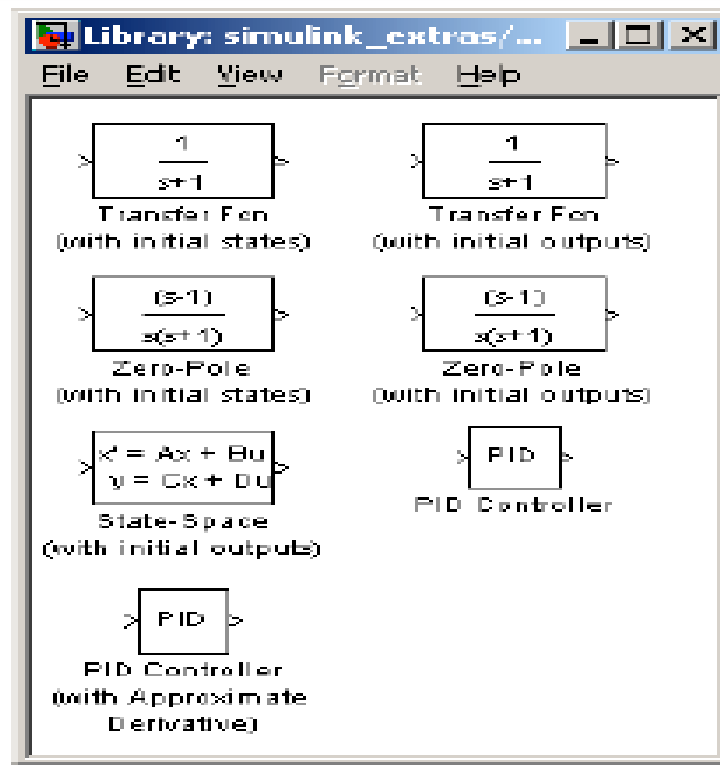 Library: simulink_extras/...
File Edit View Format Help
1
s+1
Transfer Fcn
(with initial states)
1
s+1
Transfer Fcn
(with initial outputs)
(s-1)
s(s+1)
Zero-Pole
(with initial states)
(s-1)
s(s+1)
Zero-Pole
(with initial outputs)
x' = Ax + Bu
y = Cx + Du
State-Space
(with initial outputs)
PID
PID Controller
PID
PID Controller
(with Approximate
Derivative)